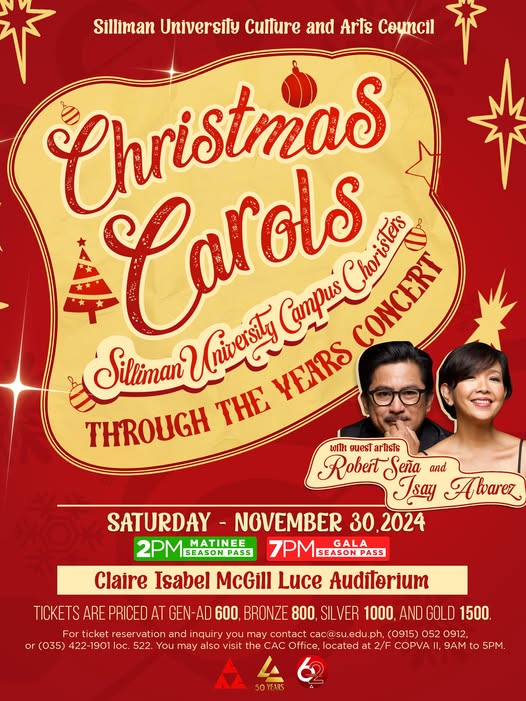 Silliman University Culture and Arts Council
Christmas
Carols
Silliman University Campus Choristers
THROUGH THE YEARS CONCERT
with guest artists
Robert Seña and
Isay Alvarez
SATURDAY - NOVEMBER 30, 2024
2PM MATINEE SEASON PASS 7PM GALA SEASON PASS
Claire Isabel McGill Luce Auditorium
TICKETS ARE PRICED AT GEN-AD 600, BRONZE 800, SILVER 1000, AND GOLD 1500.
For ticket reservation and inquiry you may contact cac@su.edu.ph, (0915) 052 0912,
or (035) 422-1901 loc. 522. You may also visit the CAC Office, located at 2/F COPVA II, 9AM to 5PM.
50 YEARS
62